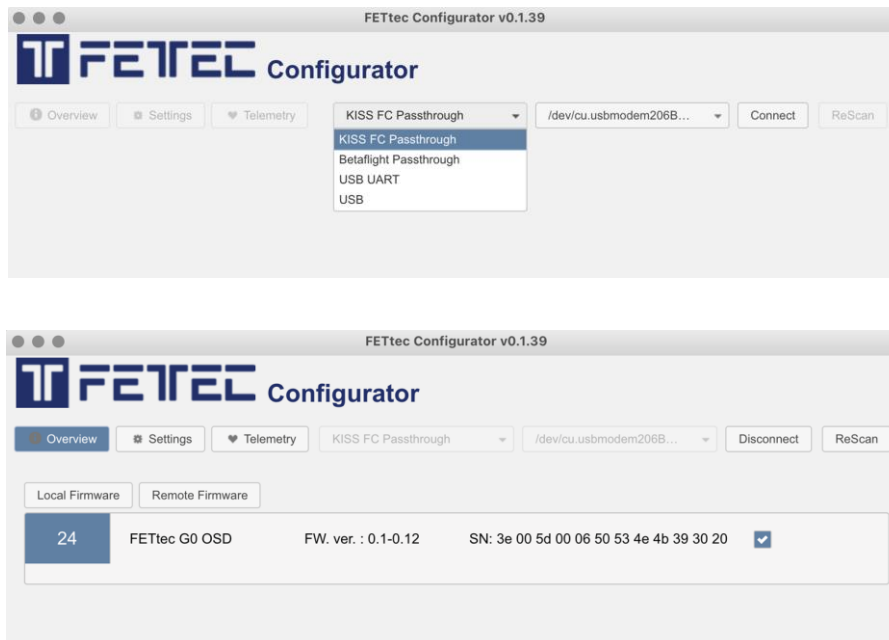 FETtec Configurator v0.1.39
FETTEC Configurator
Overview Settings Telemetry KISS FC Passthrough /dev/cu.usbmodem206B... Connect ReScan
KISS FC Passthrough
Betaflight Passthrough
USB UART
USB
FETtec Configurator v0.1.39
FETTEC Configurator
Overview Settings Telemetry KISS FC Passthrough /dev/cu.usbmodem206B... Disconnect ReScan
Local Firmware Remote Firmware
24 FETtec G0 OSD FW. ver. : 0.1-0.12 SN: 3e 00 5d 00 06 50 53 4e 4b 39 30 20